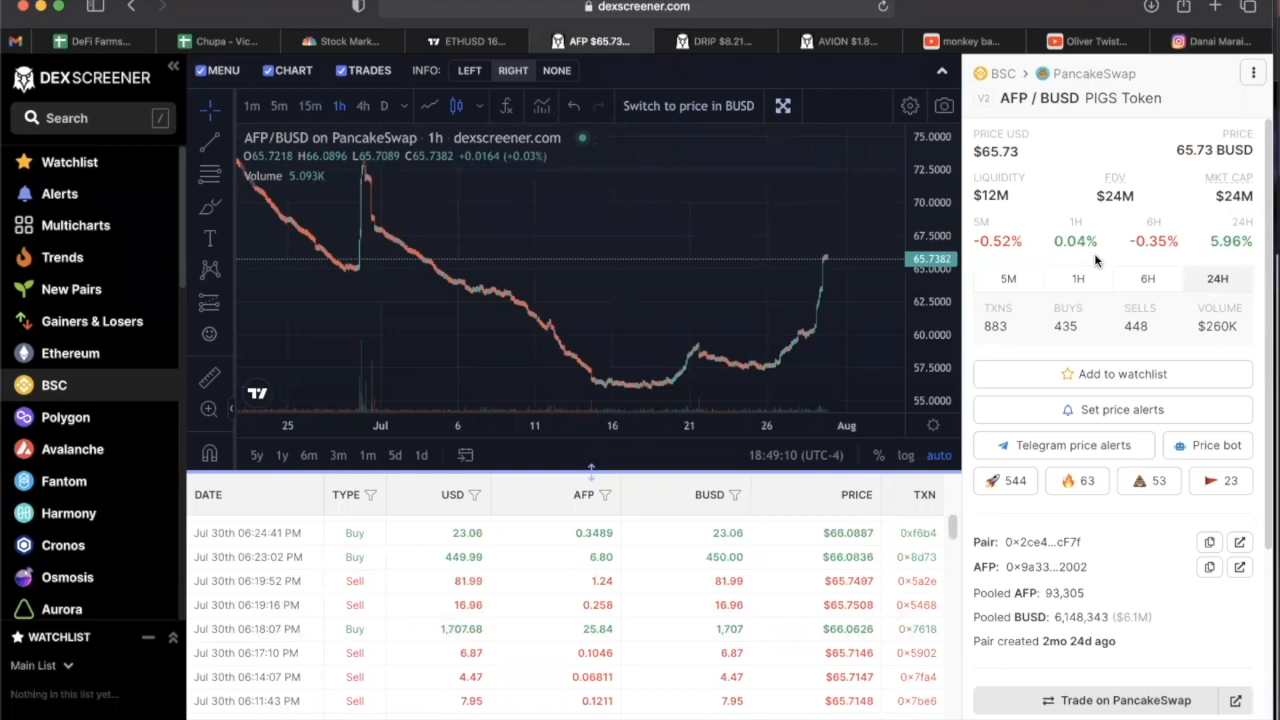 dexscreener.com
DeFi Farms...
Chupa – Vic...
Stock Mark...
ETHUSD 16...
AFP $65.73...
DRIP $8.21...
AVION $1.8...
monkey ba...
Oliver Twist...
Danai Marai...
DEXSCREENER
MENU
CHART
TRADES
INFO:
LEFT
RIGHT
NONE
Search
/
Watchlist
Alerts
Multicharts
Trends
New Pairs
Gainers & Losers
Ethereum
BSC
Polygon
Avalanche
Fantom
Harmony
Cronos
Osmosis
Aurora
WATCHLIST
Main List
Nothing in this list yet...
1m 5m 15m 1h 4h D
Switch to price in BUSD
AFP/BUSD on PancakeSwap · 1h · dexscreener.com
O65.7218 H66.0896 L65.7089 C65.7382 +0.0164 (+0.03%)
Volume 5.093K
75.0000
72.5000
70.0000
67.5000
65.7382
65.0000
62.5000
60.0000
57.5000
55.0000
25 Jul 6 11 16 21 26 Aug
5y 1y 6m 3m 1m 5d 1d
18:49:10 (UTC-4)
% log auto
DATE TYPE USD AFP BUSD PRICE TXN
Jul 30th 06:24:41 PM Buy 23.06 0.3489 23.06 $66.0887 0xf6b4
Jul 30th 06:23:02 PM Buy 449.99 6.80 450.00 $66.0836 0x8d73
Jul 30th 06:19:52 PM Sell 81.99 1.24 81.99 $65.7497 0x5a2e
Jul 30th 06:19:16 PM Sell 16.96 0.258 16.96 $65.7508 0x5468
Jul 30th 06:18:07 PM Buy 1,707.68 25.84 1,707 $66.0626 0x7618
Jul 30th 06:17:10 PM Sell 6.87 0.1046 6.87 $65.7146 0x5902
Jul 30th 06:14:07 PM Sell 4.47 0.06811 4.48 $65.7147 0x7fa4
Jul 30th 06:11:43 PM Sell 7.95 0.1211 7.95 $65.7148 0x7be6
BSC > PancakeSwap
V2 AFP / BUSD PIGS Token
PRICE USD PRICE
$65.73 65.73 BUSD
LIQUIDITY FDV MKT CAP
$12M $24M $24M
5M 1H 6H 24H
-0.52% 0.04% -0.35% 5.96%
5M 1H 6H 24H
TXNS BUYS SELLS VOLUME
883 435 448 $260K
Add to watchlist
Set price alerts
Telegram price alerts
Price bot
544 63 53 23
Pair: 0x2ce4...cF7f
AFP: 0x9a33...2002
Pooled AFP: 93,305
Pooled BUSD: 6,148,343 ($6.1M)
Pair created 2mo 24d ago
Trade on PancakeSwap